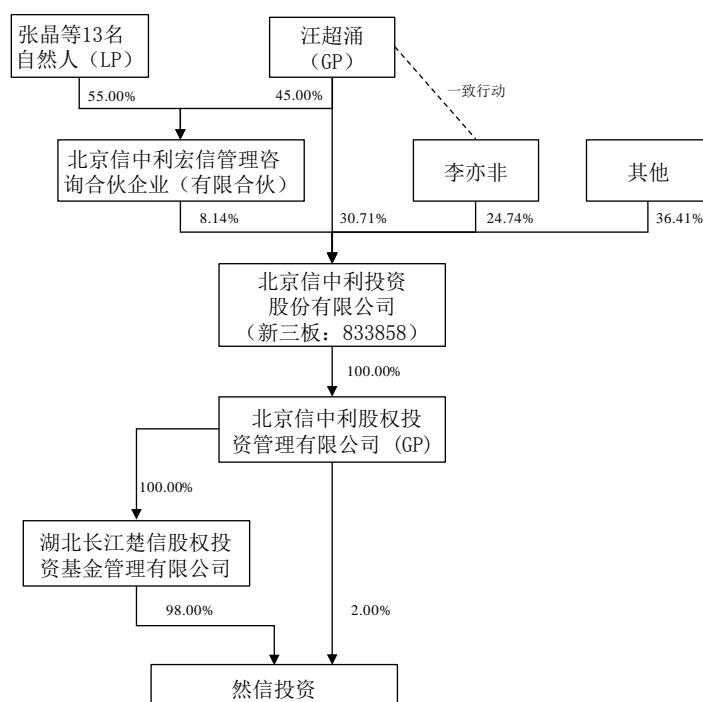 张晶等13名
自然人（LP）
汪超涌
（GP）
一致行动
55.00%
45.00%
北京信中利宏信管理咨
询合伙企业（有限合伙）
李亦非
其他
8.14%
30.71%
24.74%
36.41%
北京信中利投资
股份有限公司
（新三板：833858）
100.00%
北京信中利股权投
资管理有限公司 (GP)
100.00%
湖北长江楚信股权投
资基金管理有限公司
98.00%
2.00%
然信投资